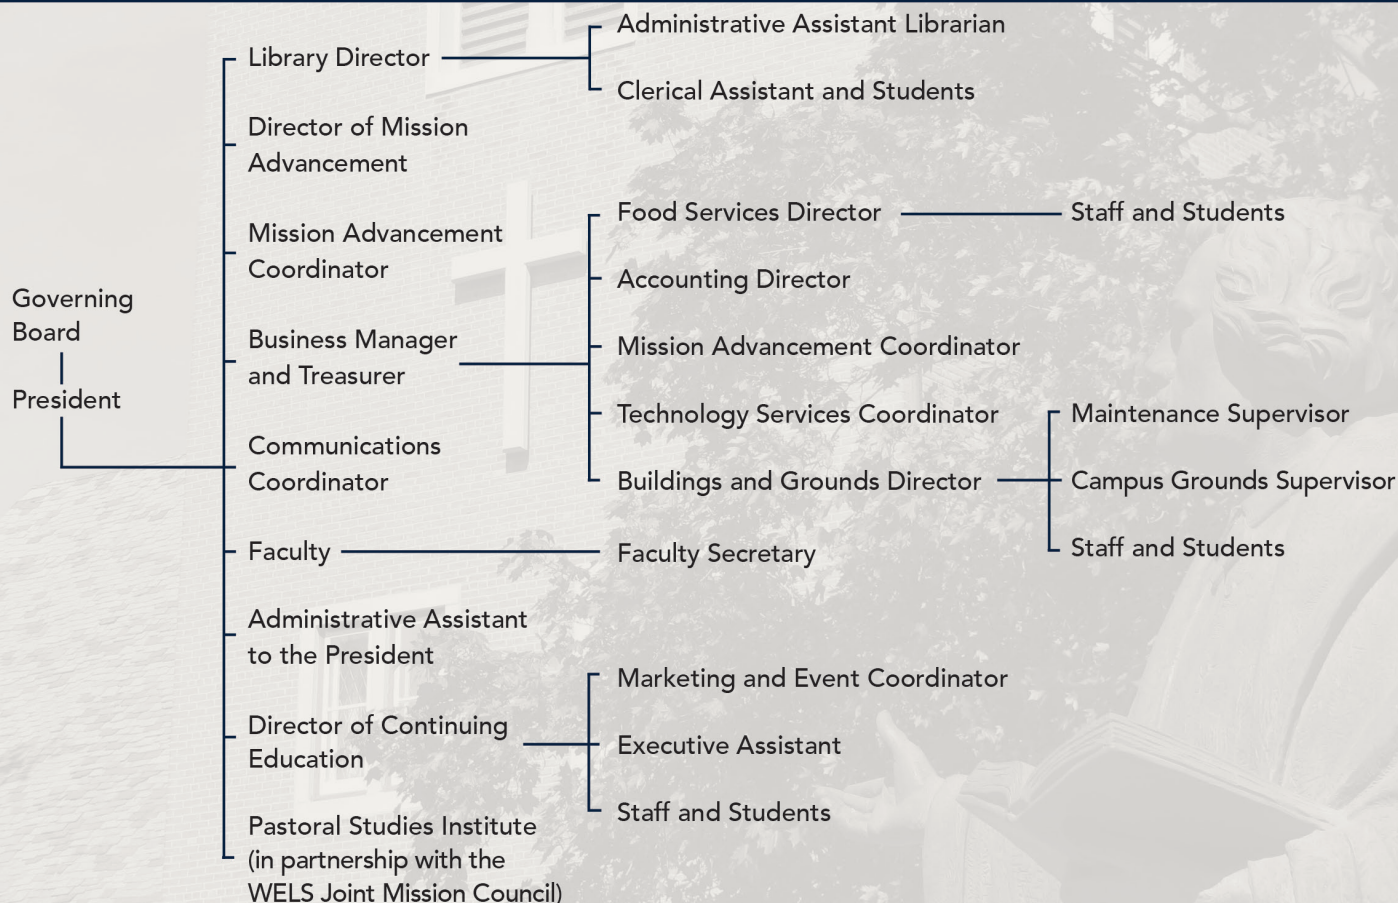 Governing
Board
President
Library Director
Director of Mission
Advancement
Mission Advancement
Coordinator
Business Manager
and Treasurer
Communications
Coordinator
Faculty
Administrative Assistant
to the President
Director of Continuing
Education
Pastoral Studies Institute
(in partnership with the
WELS Joint Mission Council)
Administrative Assistant Librarian
Clerical Assistant and Students
Food Services Director
Accounting Director
Mission Advancement Coordinator
Technology Services Coordinator
Buildings and Grounds Director
Faculty Secretary
Marketing and Event Coordinator
Executive Assistant
Staff and Students
Staff and Students
Maintenance Supervisor
Campus Grounds Supervisor
Staff and Students